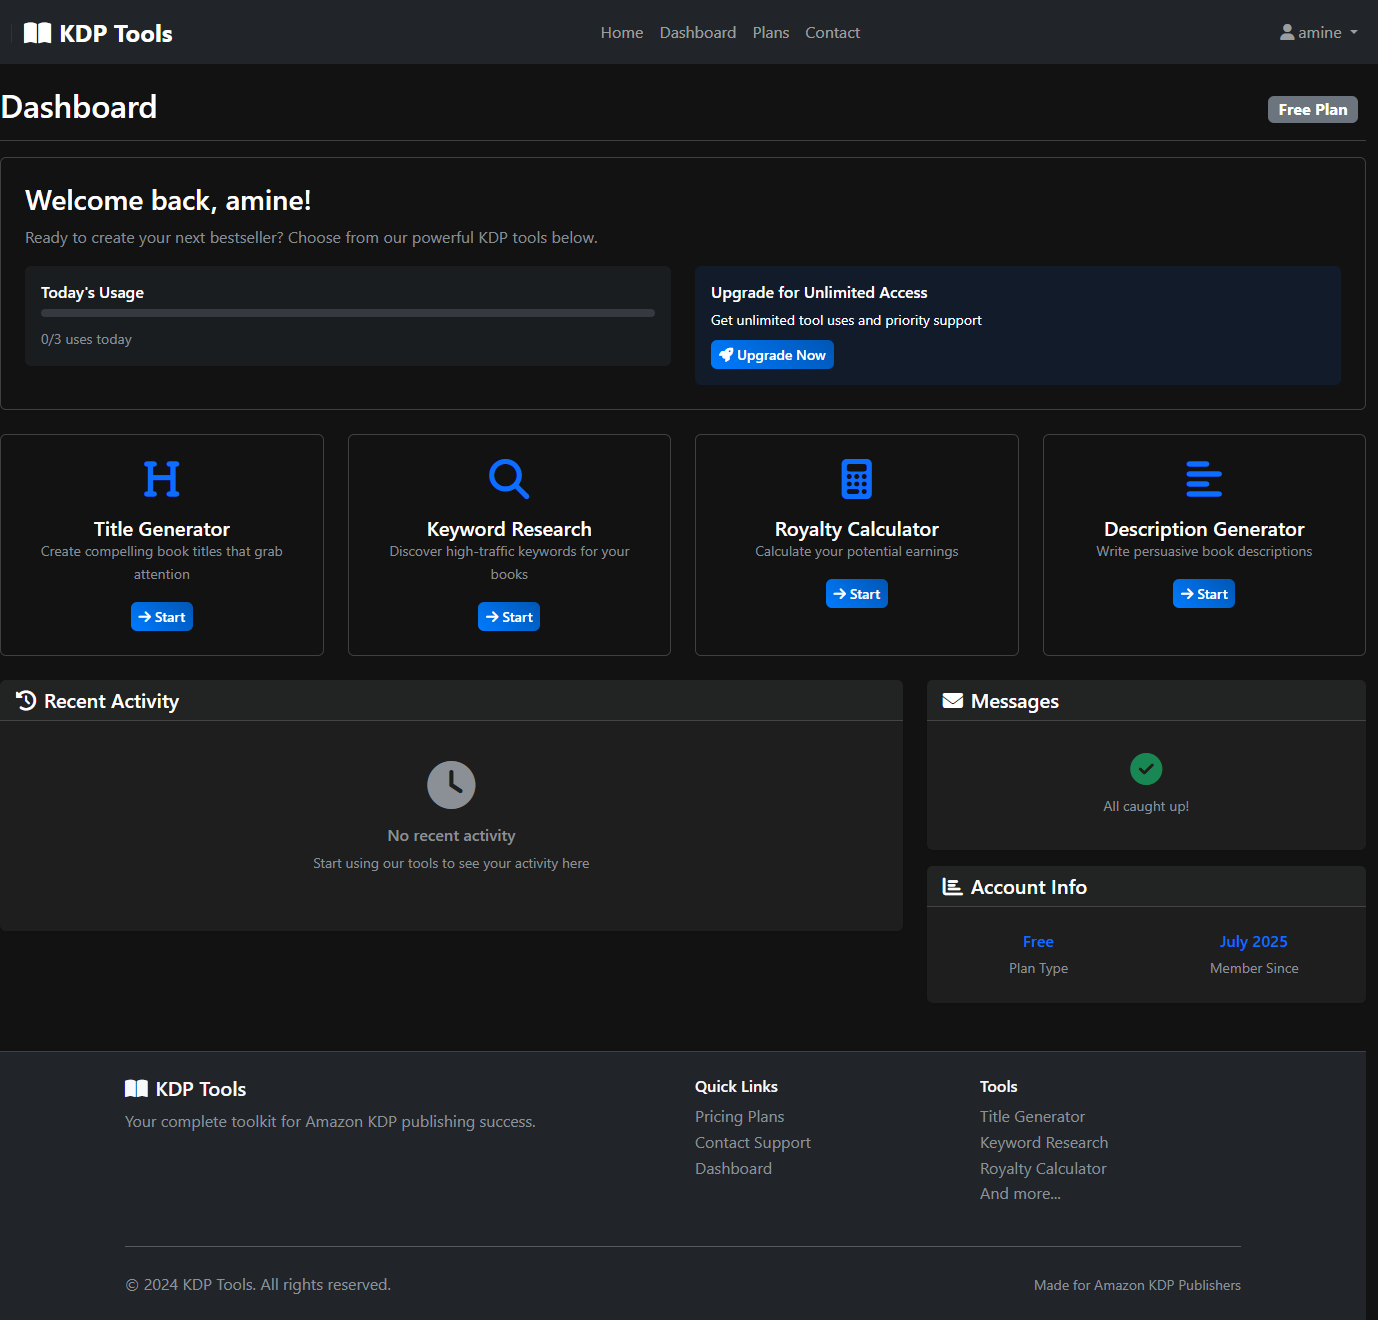 KDP Tools
Home Dashboard Plans Contact
amine
Dashboard
Free Plan
Welcome back, amine!
Ready to create your next bestseller? Choose from our powerful KDP tools below.
Today's Usage
0/3 uses today
Upgrade for Unlimited Access
Get unlimited tool uses and priority support
Upgrade Now
Title Generator
Create compelling book titles that grab
attention
Start
Keyword Research
Discover high-traffic keywords for your
books
Start
Royalty Calculator
Calculate your potential earnings
Start
Description Generator
Write persuasive book descriptions
Start
Recent Activity
No recent activity
Start using our tools to see your activity here
Messages
All caught up!
Account Info
Free
Plan Type
July 2025
Member Since
KDP Tools
Your complete toolkit for Amazon KDP publishing success.
Quick Links
Pricing Plans
Contact Support
Dashboard
Tools
Title Generator
Keyword Research
Royalty Calculator
And more...
© 2024 KDP Tools. All rights reserved.
Made for Amazon KDP Publishers